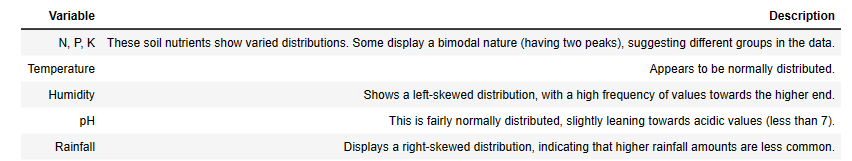 Variable Description
N, P, K These soil nutrients show varied distributions. Some display a bimodal nature (having two peaks), suggesting different groups in the data.
Temperature Appears to be normally distributed.
Humidity Shows a left-skewed distribution, with a high frequency of values towards the higher end.
pH This is fairly normally distributed, slightly leaning towards acidic values (less than 7).
Rainfall Displays a right-skewed distribution, indicating that higher rainfall amounts are less common.